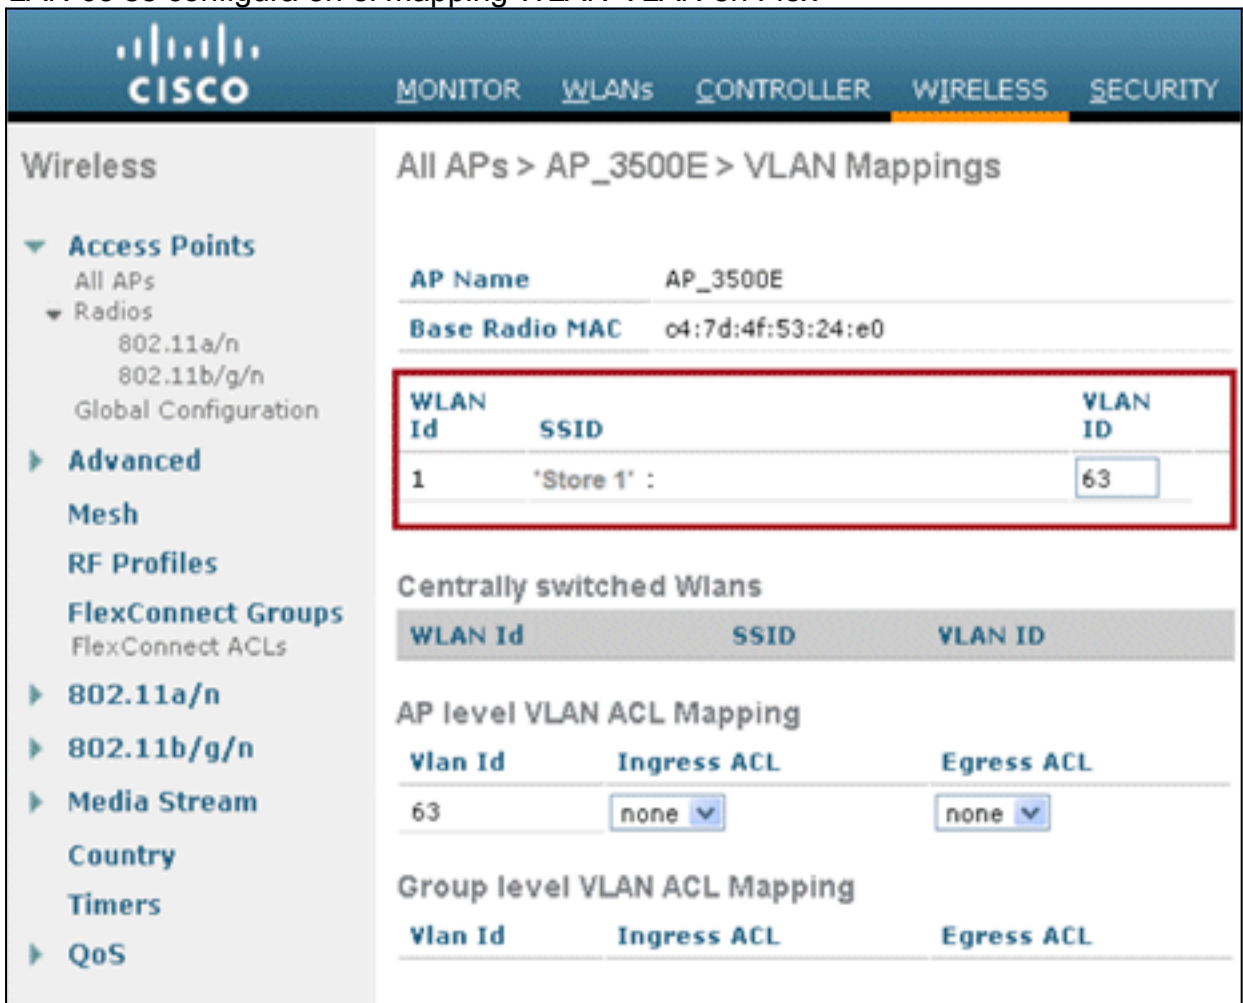 CISCO
MONITOR WLANs CONTROLLER WIRELESS SECURITY
Wireless
Access Points
All APs
Radios
802.11a/n
802.11b/g/n
Global Configuration
Advanced
Mesh
RF Profiles
FlexConnect Groups
FlexConnect ACLs
802.11a/n
802.11b/g/n
Media Stream
Country
Timers
QoS
All APs > AP_3500E > VLAN Mappings
AP Name AP_3500E
Base Radio MAC c4:7d:4f:53:24:e0
WLAN Id SSID VLAN ID
1 "Store 1" : 63
Centrally switched Wlans
WLAN Id SSID VLAN ID
AP level VLAN ACL Mapping
Vlan Id Ingress ACL Egress ACL
63 none none
Group level VLAN ACL Mapping
Vlan Id Ingress ACL Egress ACL